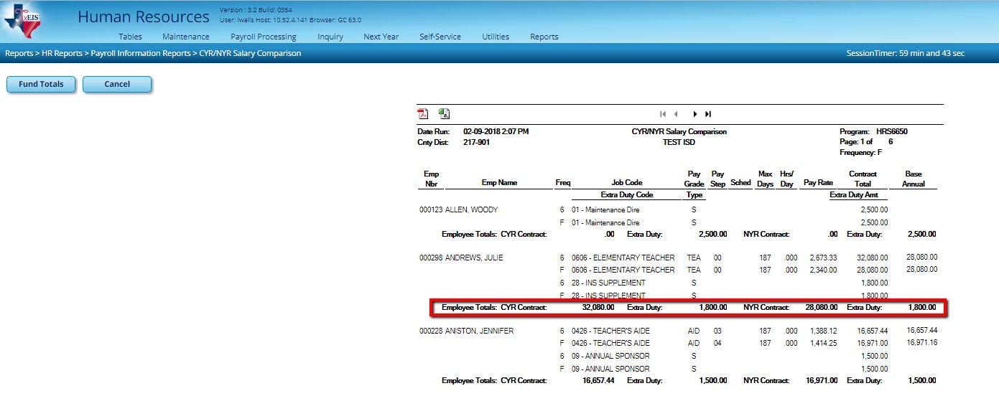 TxEIS
Human Resources
Version : 3.2 Build: 0354
User: lwalls Host: 10.52.4.141 Browser: GC 63.0
Tables Maintenance Payroll Processing Inquiry Next Year Self-Service Utilities Reports
Reports > HR Reports > Payroll Information Reports > CYR/NYR Salary Comparison SessionTimer: 59 min and 43 sec
Fund Totals Cancel
Date Run: 02-09-2018 2:07 PM CYR/NYR Salary Comparison Program: HRS6650
Cnty Dist: 217-901 TEST ISD Page: 1 of 6
Frequency: F
Emp Pay Pay Max Hrs/ Contract Base
Nbr Emp Name Freq Job Code Grade Step Sched Days Day Pay Rate Total Annual
Extra Duty Code Type Extra Duty Amt
000123 ALLEN, WOODY 6 01 - Maintenance Dire S 2,500.00
F 01 - Maintenance Dire S 2,500.00
Employee Totals: CYR Contract: .00 Extra Duty: 2,500.00 NYR Contract: .00 Extra Duty: 2,500.00
000298 ANDREWS, JULIE 6 0606 - ELEMENTARY TEACHER TEA 00 187 .000 2,673.33 32,080.00 28,080.00
F 0606 - ELEMENTARY TEACHER TEA 00 187 .000 2,340.00 28,080.00 28,080.00
6 28 - INS SUPPLEMENT S 1,800.00
F 28 - INS SUPPLEMENT S 1,800.00
Employee Totals: CYR Contract: 32,080.00 Extra Duty: 1,800.00 NYR Contract: 28,080.00 Extra Duty: 1,800.00
000228 ANISTON, JENNIFER 6 0426 - TEACHER'S AIDE AID 03 187 .000 1,388.12 16,657.44 16,657.44
F 0426 - TEACHER'S AIDE AID 04 187 .000 1,414.25 16,971.00 16,971.16
6 09 - ANNUAL SPONSOR S 1,500.00
F 09 - ANNUAL SPONSOR S 1,500.00
Employee Totals: CYR Contract: 16,657.44 Extra Duty: 1,500.00 NYR Contract: 16,971.00 Extra Duty: 1,500.00